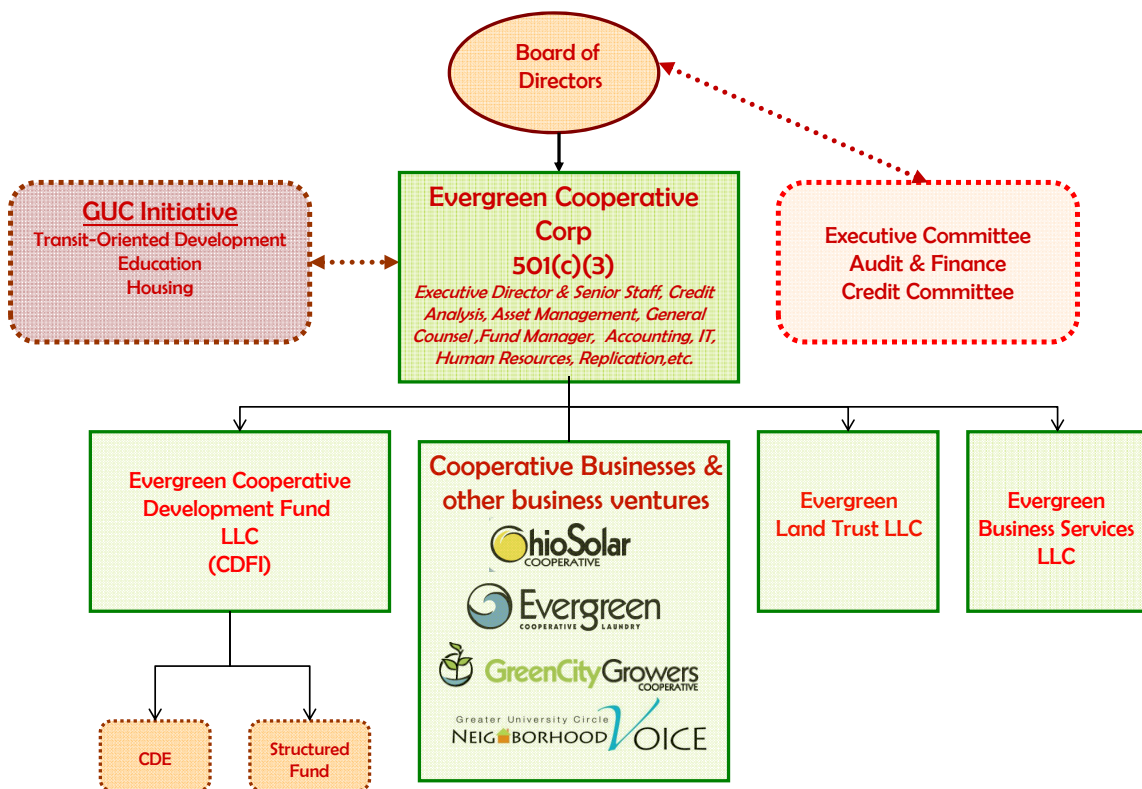 Board of
Directors
GUC Initiative
Transit-Oriented Development
Education
Housing
Evergreen Cooperative
Corp
501(c)(3)
Executive Director & Senior Staff, Credit
Analysis, Asset Management, General
Counsel ,Fund Manager, Accounting, IT,
Human Resources, Replication,etc.
Executive Committee
Audit & Finance
Credit Committee
Evergreen Cooperative
Development Fund
LLC
(CDFI)
Cooperative Businesses &
other business ventures
OhioSolar
COOPERATIVE
Evergreen
COOPERATIVE LAUNDRY
GreenCityGrowers
COOPERATIVE
Greater University Circle
NEIGHBORHOOD VOICE
Evergreen
Land Trust LLC
Evergreen
Business Services
LLC
CDE
Structured
Fund